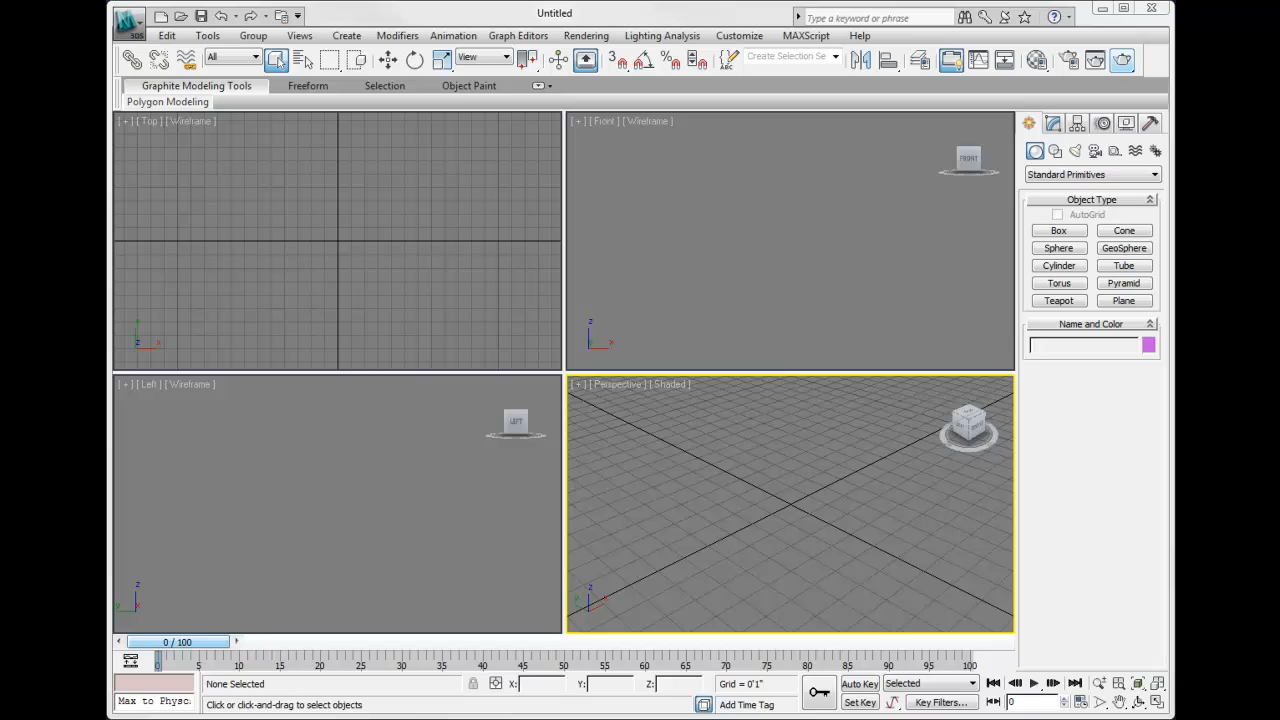 Untitled
Type a keyword or phrase
3DS
Edit Tools Group Views Create Modifiers Animation Graph Editors Rendering Lighting Analysis Customize MAXScript Help
All View 3 ABC Create Selection Se
Graphite Modeling Tools Freeform Selection Object Paint
Polygon Modeling
[ + ] [ Top ] [ Wireframe ]
[ + ] [ Front ] [ Wireframe ]
FRONT
z x
z x
Standard Primitives
Object Type
AutoGrid
Box Cone
Sphere GeoSphere
Cylinder Tube
Torus Pyramid
Teapot Plane
Name and Color
[ + ] [ Left ] [ Wireframe ]
[ + ] [ Perspective ] [ Shaded ]
LEFT
z y x
z y x
0 / 100
0 5 10 15 20 25 30 35 40 45 50 55 60 65 70 75 80 85 90 95 100
None Selected X: Y: Z: Grid = 0'1" Auto Key Selected
Max to Physc Click or click-and-drag to select objects Add Time Tag Set Key Key Filters... 0